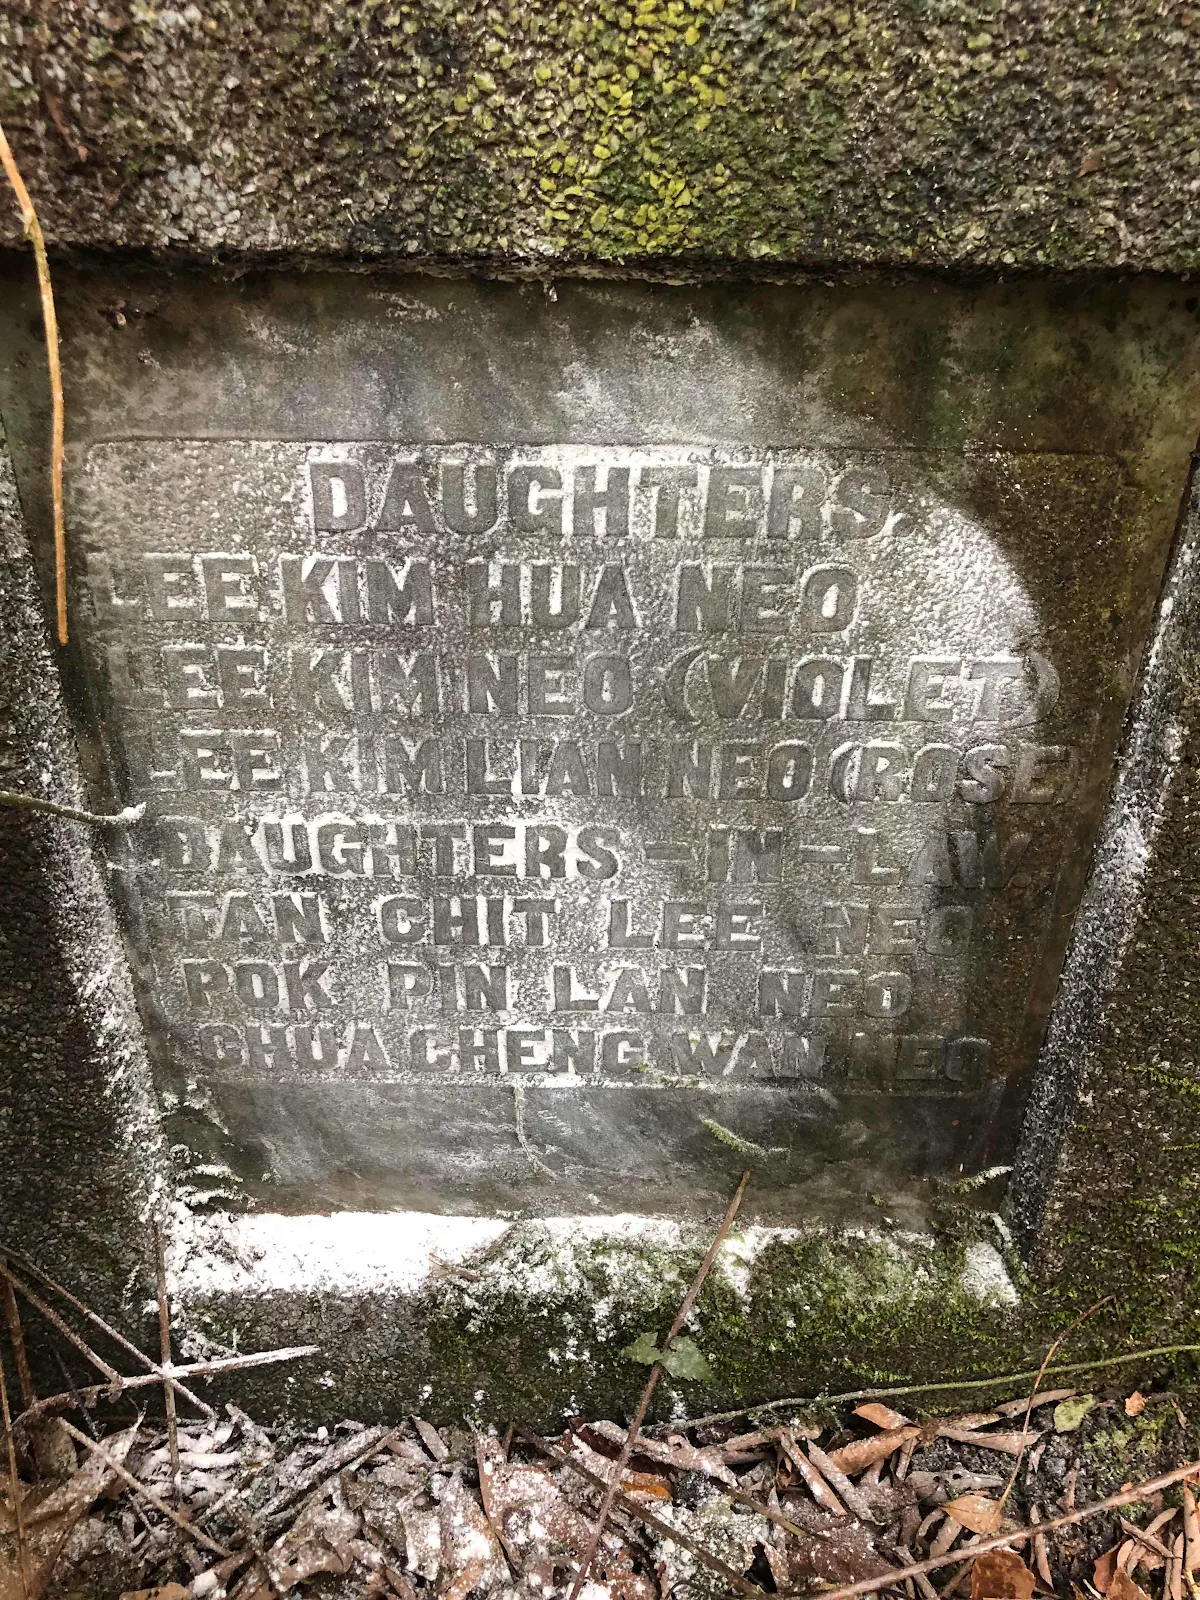 DAUGHTERS.
LEE KIM HUA NEO
LEE KIM NEO (VIOLET)
LEE KIM LIAN NEO (ROSE)
DAUGHTERS-IN-LAW.
TAN CHIT LEE NEO
POK PIN LAN NEO
CHUA CHENG WAN NEO